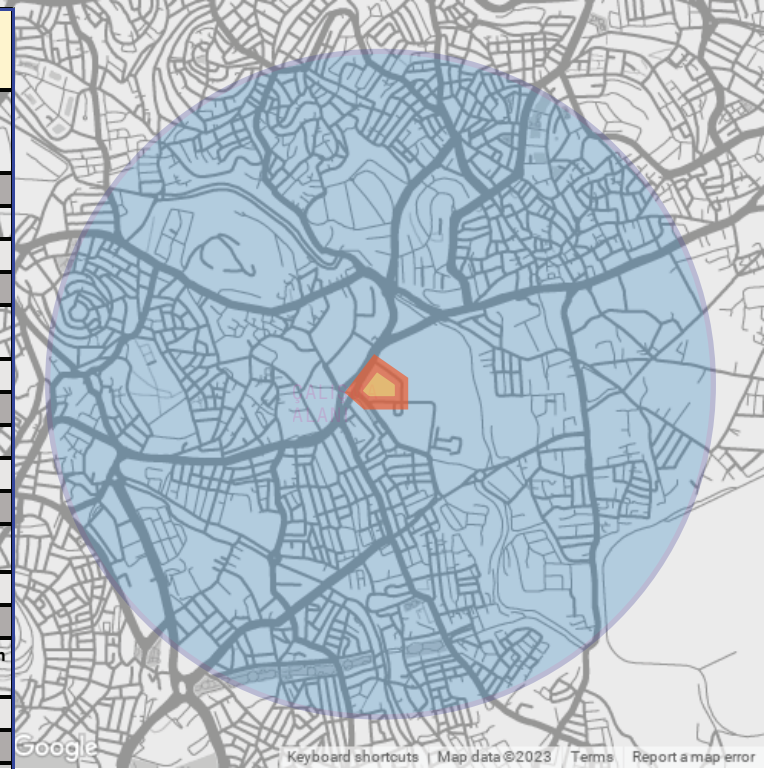 Google
Keyboard shortcuts
Map data ©2023
Terms
Report a map error